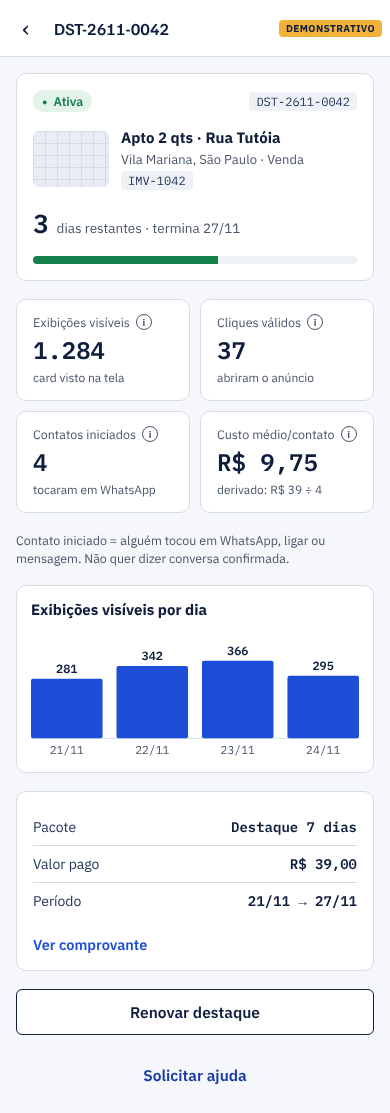 DST-2611-0042
DEMONSTRATIVO
• Ativa
DST-2611-0042
Apto 2 qts · Rua Tutóia
Vila Mariana, São Paulo · Venda
IMV-1042
3 dias restantes · termina 27/11
Exibições visíveis i
1.284
card visto na tela
Cliques válidos i
37
abriram o anúncio
Contatos iniciados i
4
tocaram em WhatsApp
Custo médio/contato i
R$ 9,75
derivado: R$ 39 ÷ 4
Contato iniciado = alguém tocou em WhatsApp, ligar ou
mensagem. Não quer dizer conversa confirmada.
Exibições visíveis por dia
281 342 366 295
21/11 22/11 23/11 24/11
Pacote Destaque 7 dias
Valor pago R$ 39,00
Período 21/11 → 27/11
Ver comprovante
Renovar destaque
Solicitar ajuda